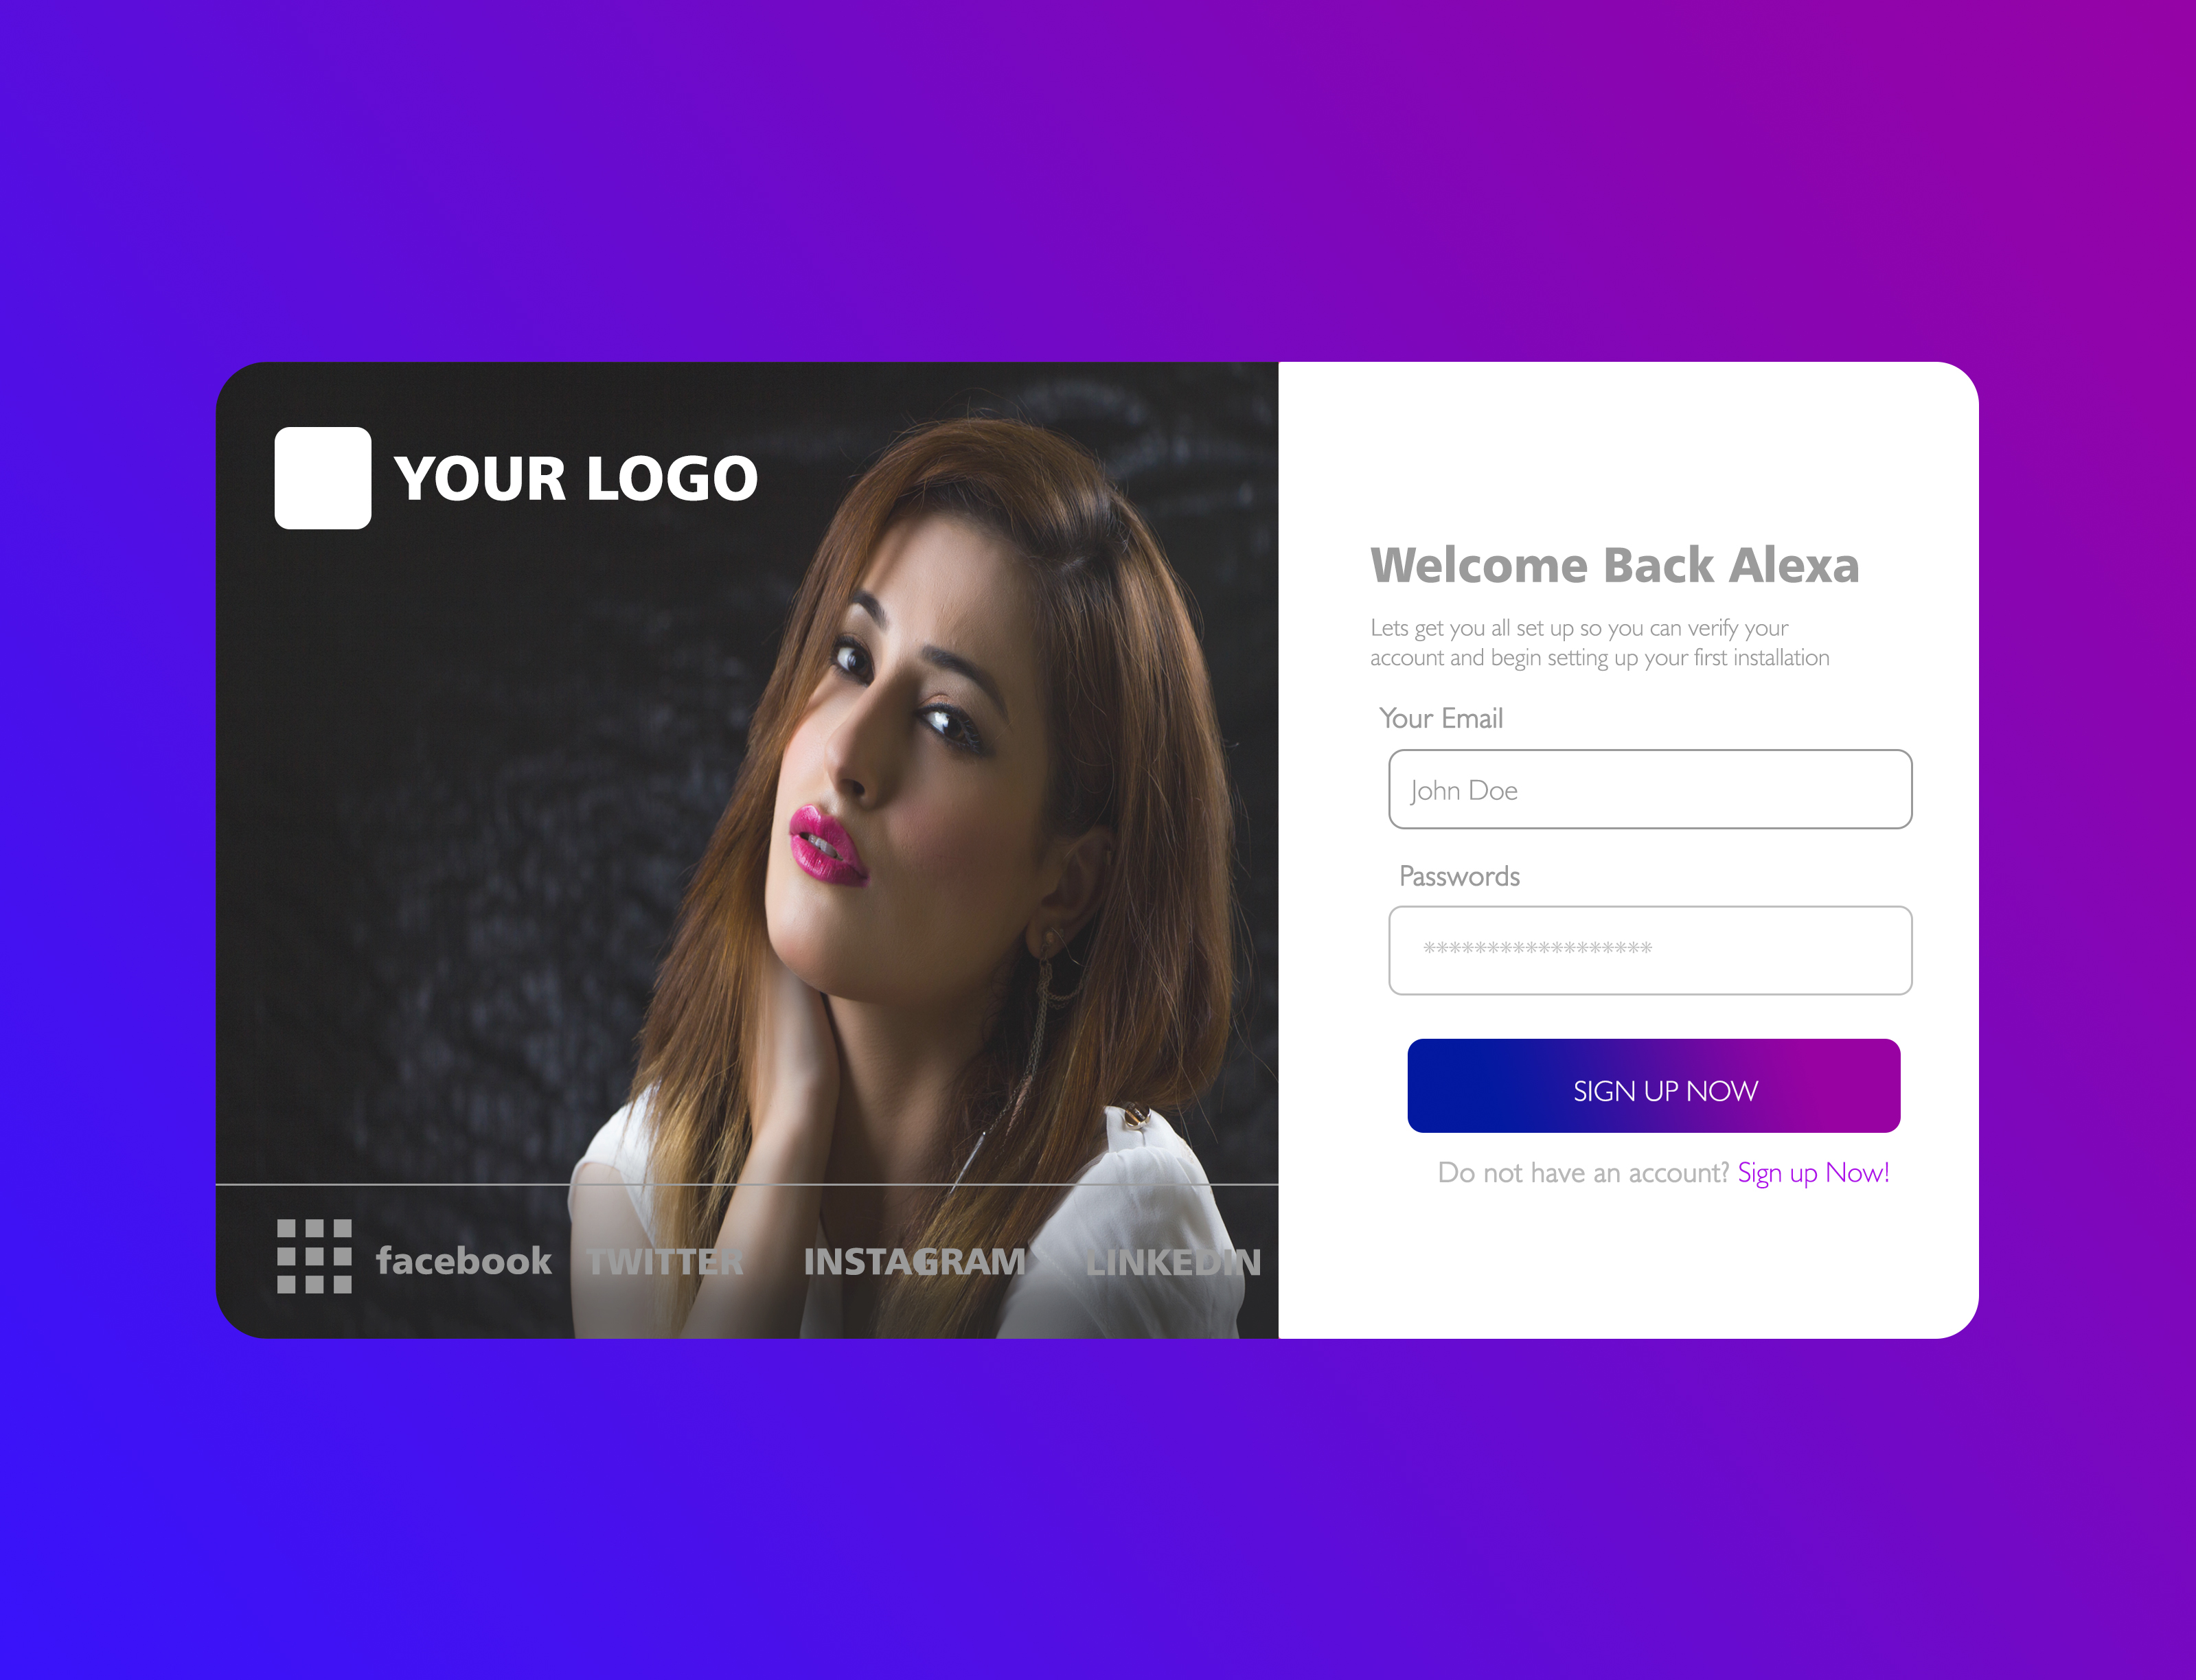 YOUR LOGO
Welcome Back Alexa
Lets get you all set up so you can verify your
account and begin setting up your first installation
Your Email
John Doe
Passwords
******************
SIGN UP NOW
Do not have an account? Sign up Now!
facebook TWITTER INSTAGRAM LINKEDIN